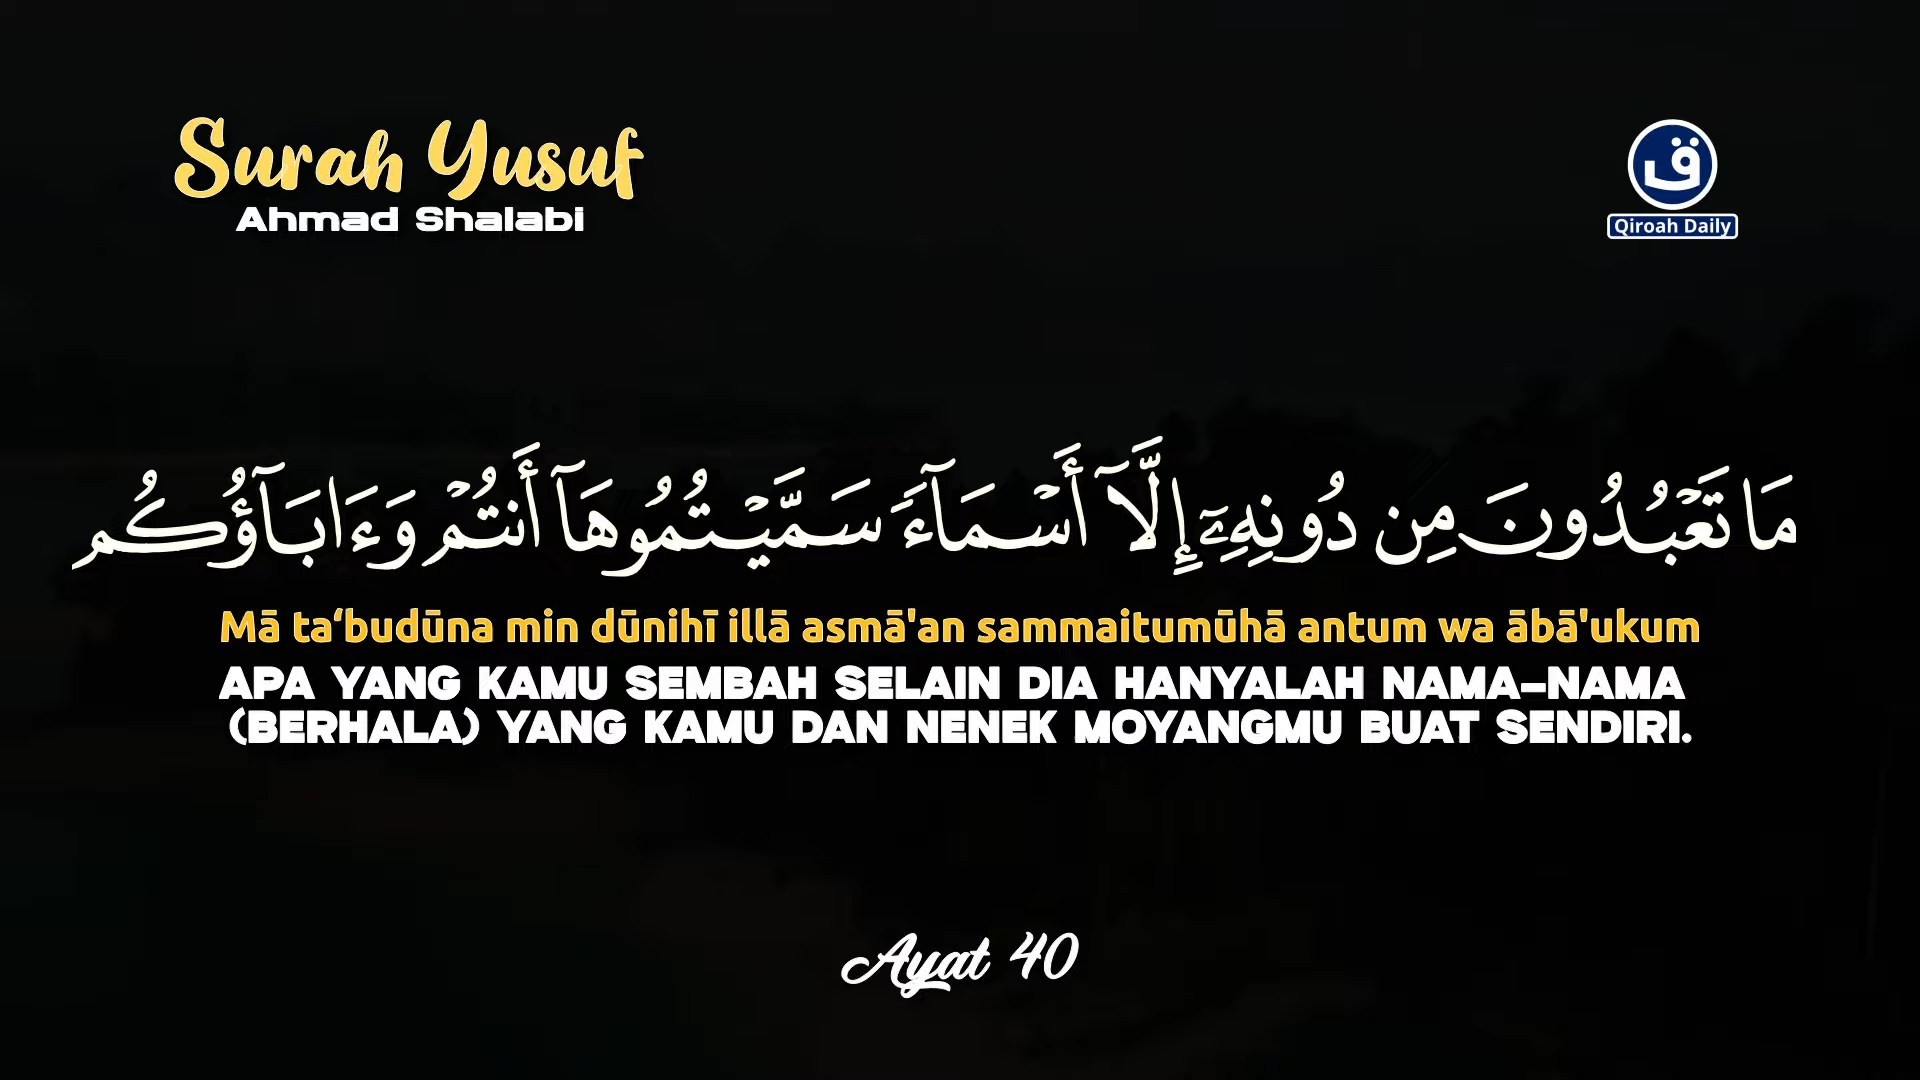 Surah Yusuf
Ahmad Shalabi
ق
Qiroah Daily
مَا تَعْبُدُونَ مِن دُونِهِۦٓ إِلَّآ أَسْمَآءً سَمَّيْتُمُوهَآ أَنتُمْ وَءَابَآؤُكُم
Mā ta‘budūna min dūnihī illā asmā'an sammaitumūhā antum wa ābā'ukum
APA YANG KAMU SEMBAH SELAIN DIA HANYALAH NAMA-NAMA
(BERHALA) YANG KAMU DAN NENEK MOYANGMU BUAT SENDIRI.
Ayat 40